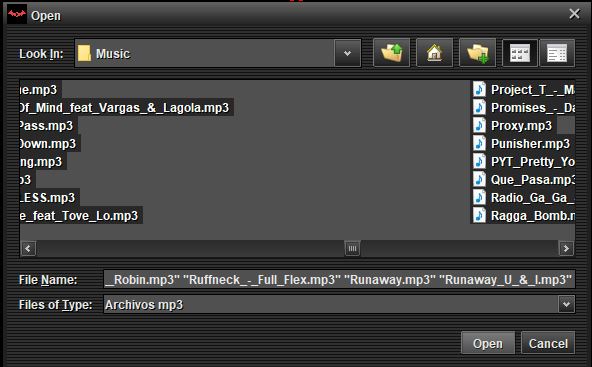 Open
Look In: Music
ue.mp3
Of_Mind_feat_Vargas_&_Lagola.mp3
Pass.mp3
Down.mp3
ng.mp3
p3
LESS.mp3
e_feat_Tove_Lo.mp3
Project_T_-_Ma
Promises_-_Da
Proxy.mp3
Punisher.mp3
PYT_Pretty_Yo
Que_Pasa.mp3
Radio_Ga_Ga_
Ragga_Bomb.m
File Name: _Robin.mp3" "Ruffneck_-_Full_Flex.mp3" "Runaway.mp3" "Runaway_U_&_I.mp3"
Files of Type: Archivos mp3
Open Cancel